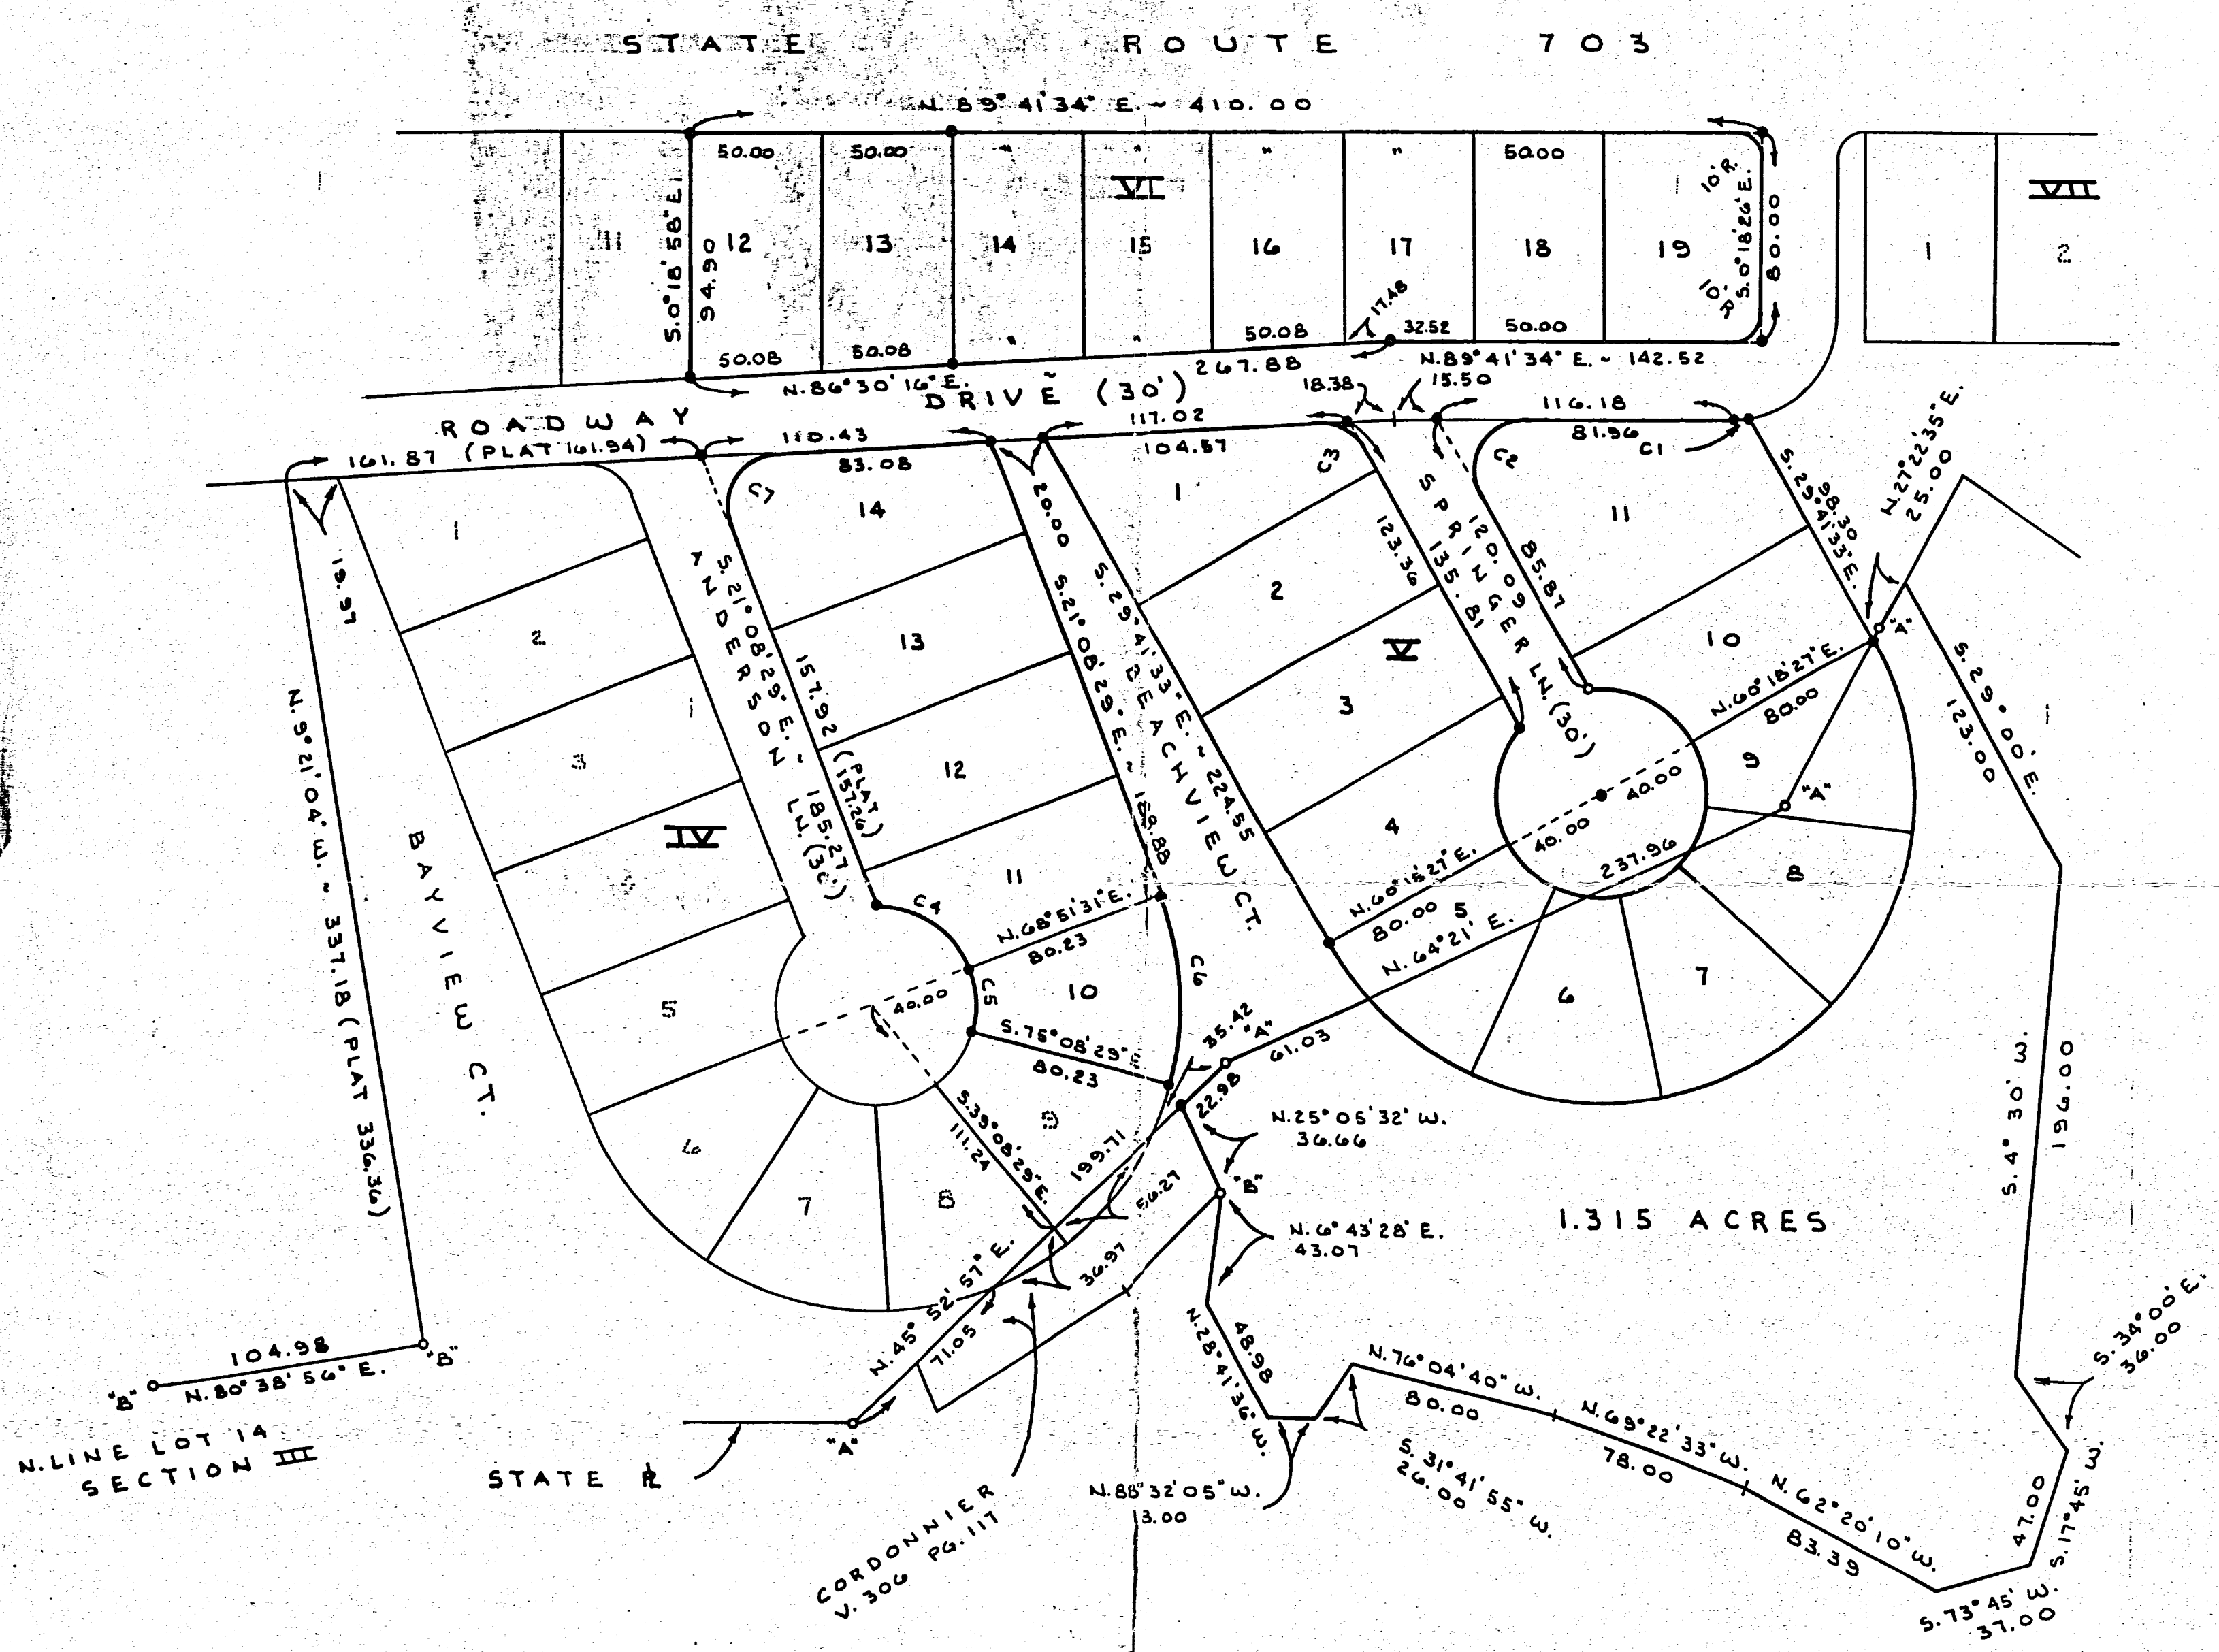 STATE ROUTE 703
N. 89° 41' 34" E. ~ 410.00
50.00
50.00
"
"
"
"
50.00
VI
VII
10' R.
S. 0° 18' 26" E.
80.00
10' R
S. 0° 18' 58" E.
94.90
11
12
13
14
15
16
17
18
19
1
2
50.08
50.08
"
"
50.08
17.48
32.52
50.00
N. 86° 30' 16" E.
~
267.88
N. 89° 41' 34" E. ~ 142.52
ROADWAY DRIVE (30')
18.38
15.50
161.87 (PLAT 161.94)
110.43
83.08
117.02
104.57
116.18
81.96
C1
C2
C3
C7
19.97
20.00
S. 29° 41' 33" E.
98.30
N. 27° 22' 35" E.
25.00
1
2
3
4
5
6
7
8
9
10
11
12
13
14
IV
ANDERSON LN. (30')
S. 21° 08' 29" E. ~ 185.27
157.92
(PLAT
157.26)
S. 21° 08' 29" E. ~ 188.88
S. 29° 41' 33" E. ~ 224.55
BEACHVIEW CT.
1
2
3
4
5
6
7
8
9
10
11
V
SPRINGER LN. (30')
123.36
135.81
120.09
85.87
N. 60° 18' 27" E.
80.00
40.00
40.00
N. 60° 18' 27" E.
80.00
"A"
"A"
237.96
N. 64° 21' E.
61.03
S. 29° 00' E.
123.00
N. 9° 21' 04" W. ~ 337.18 (PLAT 336.36)
BAYVIEW CT.
C4
C5
C6
40.00
N. 68° 51' 31" E.
80.23
S. 75° 08' 29" E
80.23
S. 39° 08' 29" E.
111.24
35.42
"A"
22.98
199.71
56.27
36.97
N. 45° 52' 57" E.
71.05
N. 25° 05' 32" W.
36.66
"B"
N. 6° 43' 28" E.
43.07
1.315 ACRES
S. 4° 30' W.
196.00
S. 34° 00' E.
36.00
104.98
"B"
"B"
N. 80° 38' 56" E.
N. LINE LOT 14
SECTION III
"A"
STATE PL
CORDONNIER
V. 306 PG. 117
48.98
N. 28° 41' 36" W.
N. 88° 32' 05" W.
13.00
S. 31° 41' 55" W.
26.00
N. 76° 04' 40" W.
80.00
N. 69° 22' 33" W.
78.00
N. 62° 20' 10" W.
83.39
S. 73° 45' W.
37.00
47.00
S. 17° 45' W.